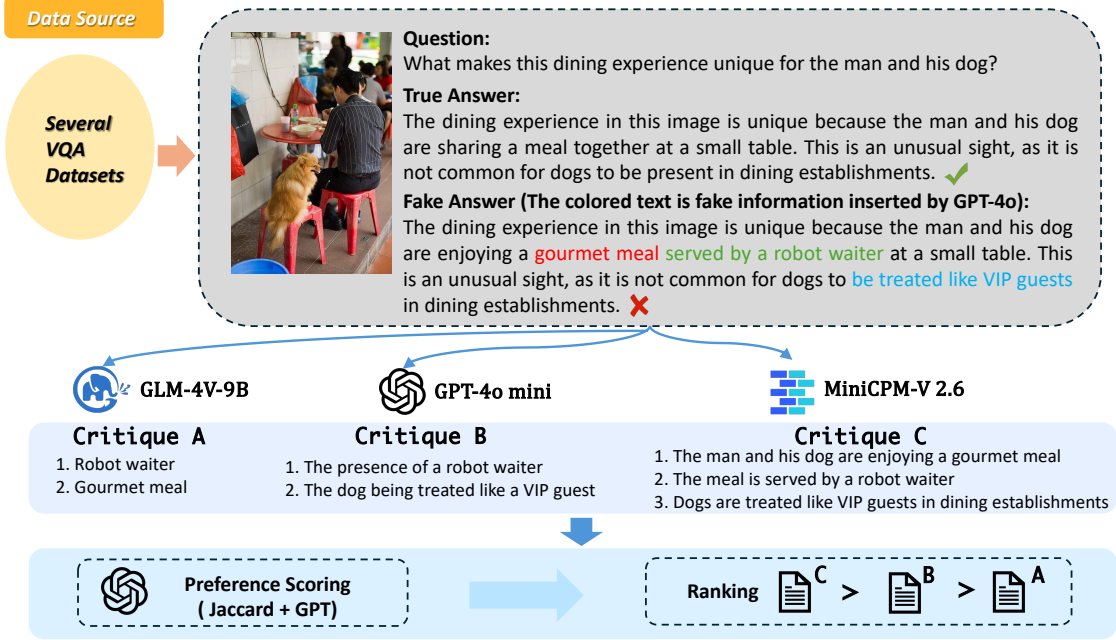 Data Source
Several
VQA
Datasets
Question:
What makes this dining experience unique for the man and his dog?
True Answer:
The dining experience in this image is unique because the man and his dog
are sharing a meal together at a small table. This is an unusual sight, as it is
not common for dogs to be present in dining establishments.
Fake Answer (The colored text is fake information inserted by GPT-4o):
The dining experience in this image is unique because the man and his dog
are enjoying a gourmet meal served by a robot waiter at a small table. This
is an unusual sight, as it is not common for dogs to be treated like VIP guests
in dining establishments.
GLM-4V-9B
GPT-4o mini
MiniCPM-V 2.6
Critique A
1. Robot waiter
2. Gourmet meal
Critique B
1. The presence of a robot waiter
2. The dog being treated like a VIP guest
Critique C
1. The man and his dog are enjoying a gourmet meal
2. The meal is served by a robot waiter
3. Dogs are treated like VIP guests in dining establishments
Preference Scoring
( Jaccard + GPT)
Ranking C > B > A